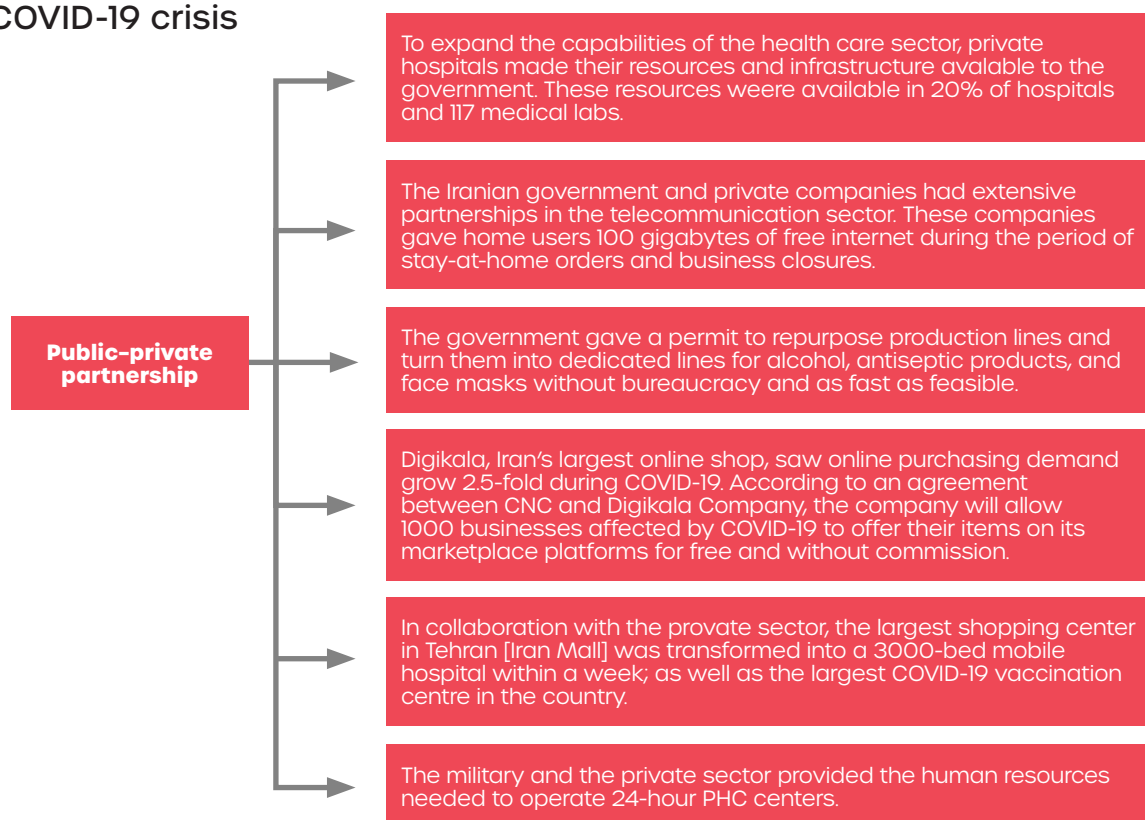 COVID-19 crisis
To expand the capabilities of the health care sector, private
hospitals made their resources and infrastructure avalable to the
government. These resources weere available in 20% of hospitals
and 117 medical labs.
The Iranian government and private companies had extensive
partnerships in the telecommunication sector. These companies
gave home users 100 gigabytes of free internet during the period of
stay-at-home orders and business closures.
Public-private
partnership
The government gave a permit to repurpose production lines and
turn them into dedicated lines for alcohol, antiseptic products, and
face masks without bureaucracy and as fast as feasible.
Digikala, Iran’s largest online shop, saw online purchasing demand
grow 2.5-fold during COVID-19. According to an agreement
between CNC and Digikala Company, the company will allow
1000 businesses affected by COVID-19 to offer their items on its
marketplace platforms for free and without commission.
In collaboration with the provate sector, the largest shopping center
in Tehran [Iran Mall] was transformed into a 3000-bed mobile
hospital within a week; as well as the largest COVID-19 vaccination
centre in the country.
The military and the private sector provided the human resources
needed to operate 24-hour PHC centers.